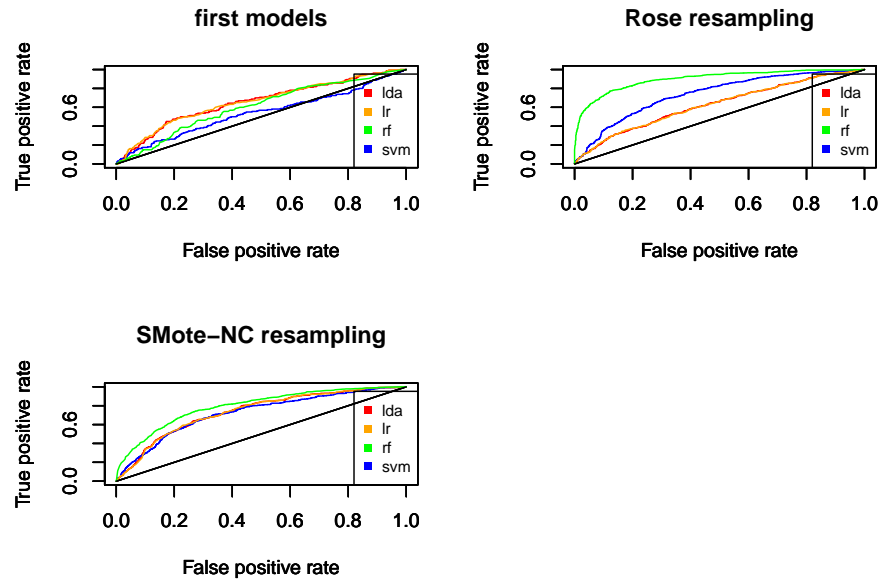 first models
True positive rate
0.0 0.6
lda
lr
rf
svm
0.0 0.2 0.4 0.6 0.8 1.0
False positive rate
Rose resampling
True positive rate
0.0 0.6
lda
lr
rf
svm
0.0 0.2 0.4 0.6 0.8 1.0
False positive rate
SMote−NC resampling
True positive rate
0.0 0.6
lda
lr
rf
svm
0.0 0.2 0.4 0.6 0.8 1.0
False positive rate